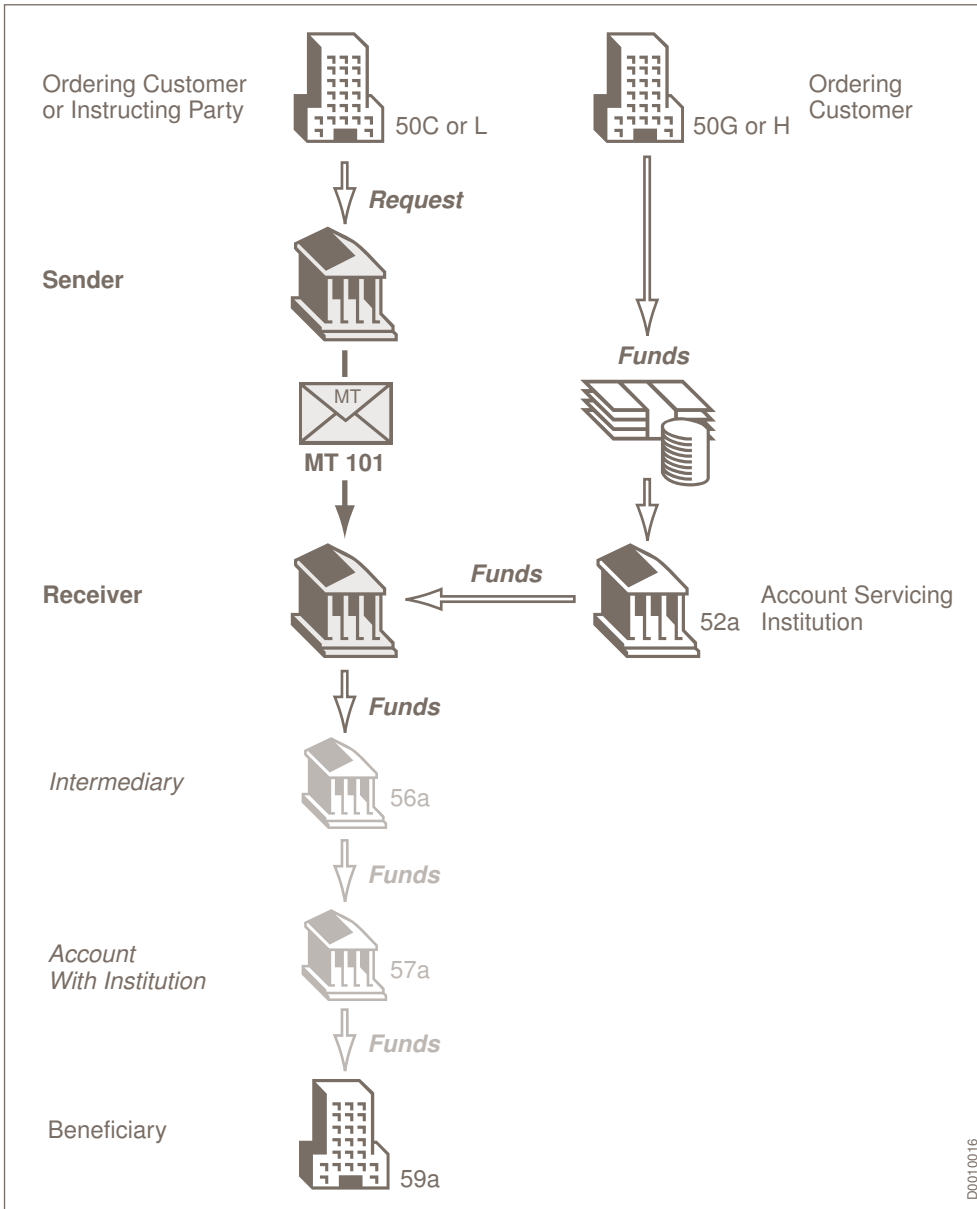 Ordering Customer
or Instructing Party
50C or L
50G or H
Ordering
Customer
Request
Sender
Funds
MT
MT 101
Receiver
Funds
52a
Account Servicing
Institution
Funds
Intermediary
56a
Funds
Account
With Institution
57a
Funds
Beneficiary
59a
D0010016